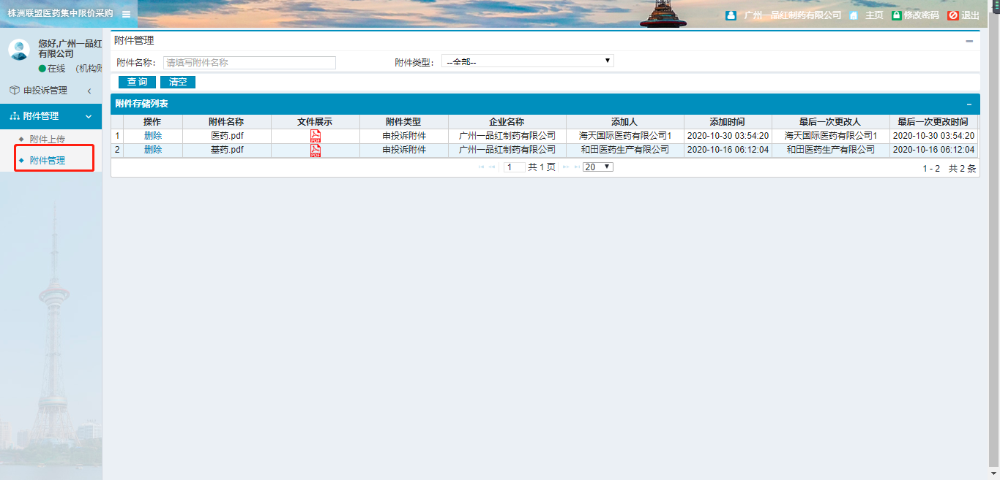 株洲联盟医药集中限价采购
广州一品红制药有限公司 主页 修改密码 退出
您好,广州一品红
有限公司
在线 (机构账
申投诉管理
附件管理
附件上传
附件管理
附件管理
附件名称: 请填写附件名称 附件类型: --全部--
查 询 清空
附件存储列表
操作 附件名称 文件展示 附件类型 企业名称 添加人 添加时间 最后一次更改人 最后一次更改时间
1 删除 医药.pdf 申投诉附件 广州一品红制药有限公司 海天国际医药有限公司1 2020-10-30 03:54:20 海天国际医药有限公司1 2020-10-30 03:54:20
2 删除 基药.pdf 申投诉附件 广州一品红制药有限公司 和田医药生产有限公司 2020-10-16 06:12:04 和田医药生产有限公司 2020-10-16 06:12:04
1 共 1 页 20 1 - 2 共 2 条